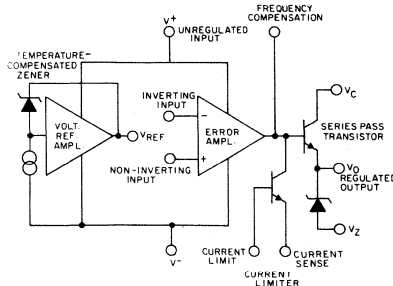 FREQUENCY
COMPENSATION
V+
UNREGULATED
INPUT
TEMPERATURE-
COMPENSATED
ZENER
INVERTING
INPUT
VC
VOLT.
REF
AMPL.
VREF
ERROR
AMPL.
SERIES PASS
TRANSISTOR
NON-INVERTING
INPUT
VO
REGULATED
OUTPUT
VZ
V-
CURRENT
LIMIT
CURRENT
SENSE
CURRENT
LIMITER